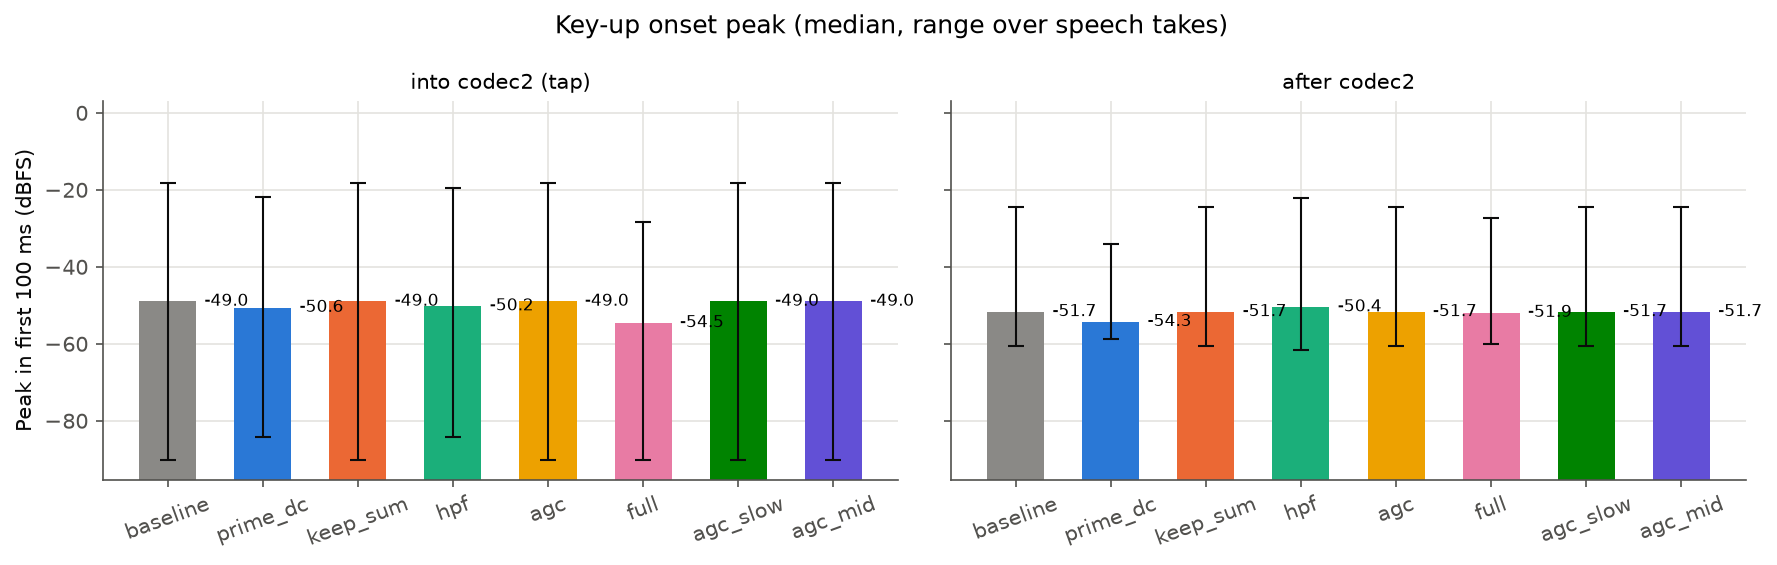 Key-up onset peak (median, range over speech takes)
into codec2 (tap)
after codec2
Peak in first 100 ms (dBFS)
0
−20
−40
−60
−80
-49.0
-50.6
-49.0
-50.2
-49.0
-54.5
-49.0
-49.0
-51.7
-54.3
-51.7
-50.4
-51.7
-51.9
-51.7
-51.7
baseline
prime_dc
keep_sum
hpf
agc
full
agc_slow
agc_mid
baseline
prime_dc
keep_sum
hpf
agc
full
agc_slow
agc_mid